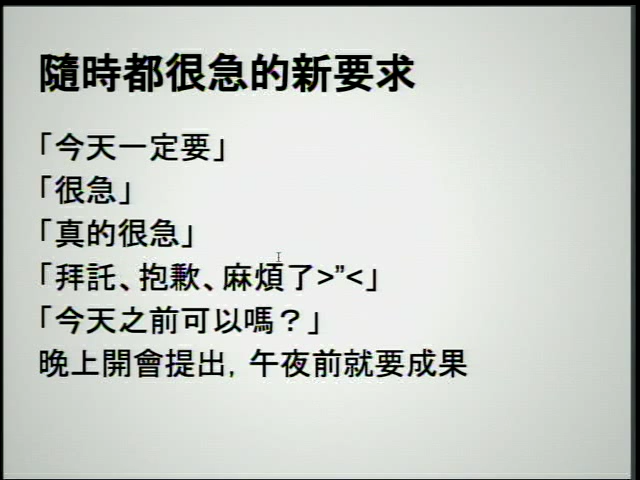 隨時都很急的新要求
「今天一定要」
「很急」
「真的很急」
「拜託、抱歉、麻煩了>”<」
「今天之前可以嗎？」
晚上開會提出, 午夜前就要成果